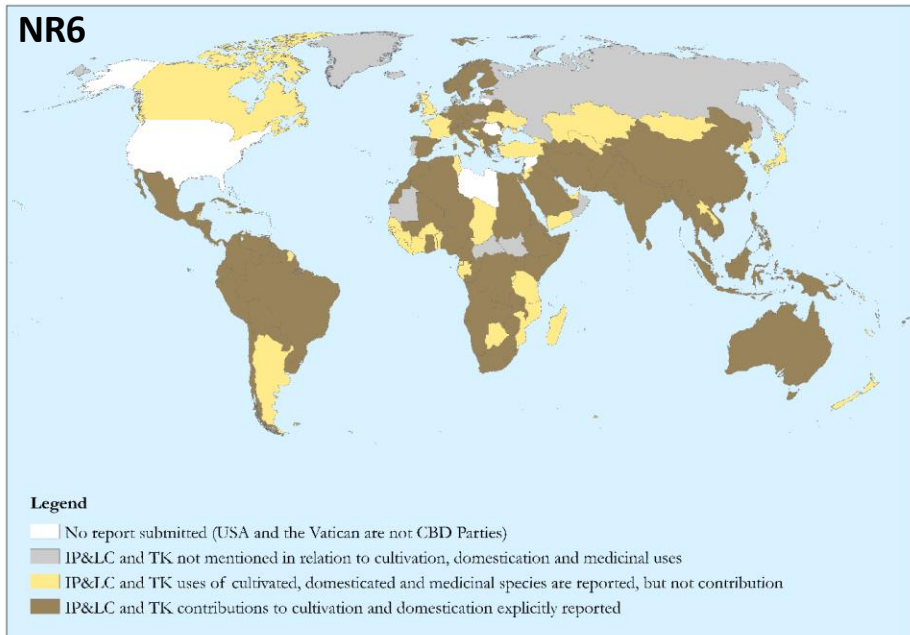 NR6
Legend
No report submitted (USA and the Vatican are not CBD Parties)
IP&LC and TK not mentioned in relation to cultivation, domestication and medicinal uses
IP&LC and TK uses of cultivated, domesticated and medicinal species are reported, but not contribution
IP&LC and TK contributions to cultivation and domestication explicitly reported